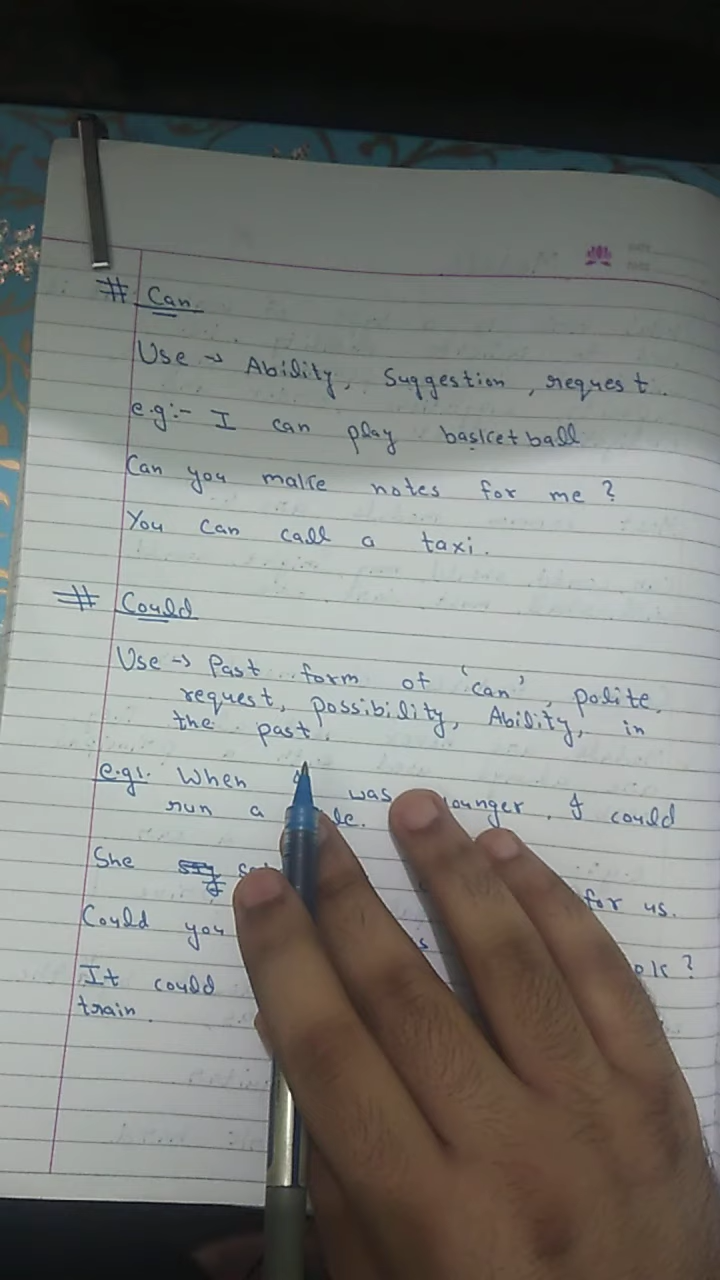 # Can
Use → Ability, Suggestion, request.
e.g:- I can play basketball
Can you make notes for me ?
You can call a taxi.
# Could
Use → Past form of 'can', polite
request, possibility, Ability, in
the past.
e.g:. When was younger, I could
run a
She for us.
Could you ?
It could
train.